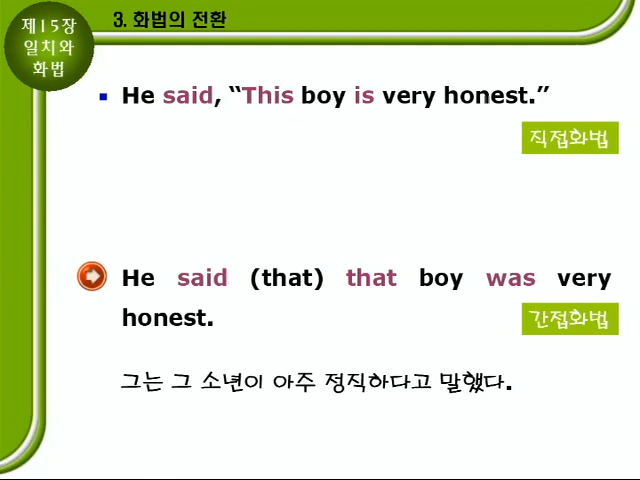 제15장
일치와
화법
3. 화법의 전환
▪ He said, “This boy is very honest.”
직접화법
He said (that) that boy was very
honest.
간접화법
그는 그 소년이 아주 정직하다고 말했다.